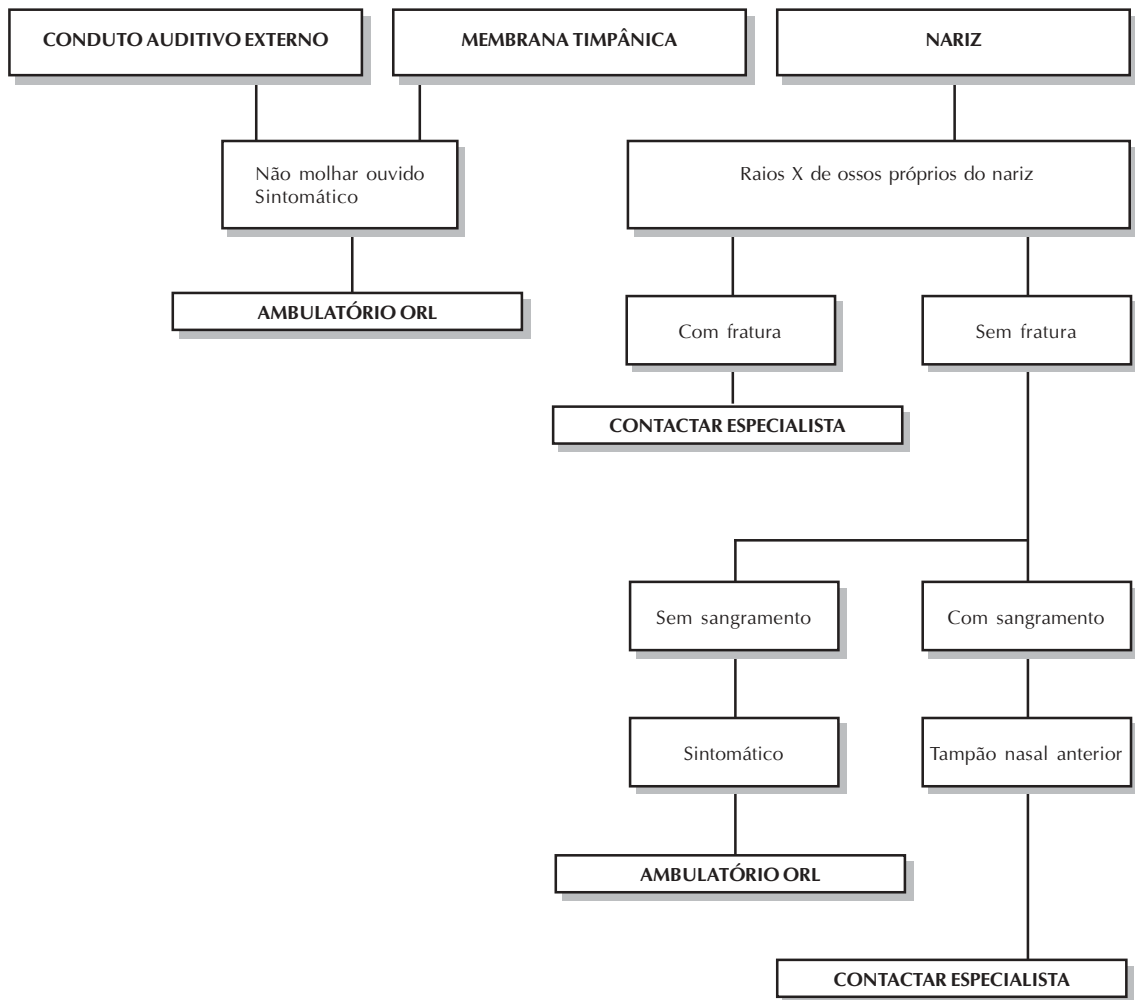 CONDUTO AUDITIVO EXTERNO
MEMBRANA TIMPÂNICA
NARIZ
Não molhar ouvido
Sintomático
Raios X de ossos próprios do nariz
AMBULATÓRIO ORL
Com fratura
Sem fratura
CONTACTAR ESPECIALISTA
Sem sangramento
Com sangramento
Sintomático
Tampão nasal anterior
AMBULATÓRIO ORL
CONTACTAR ESPECIALISTA